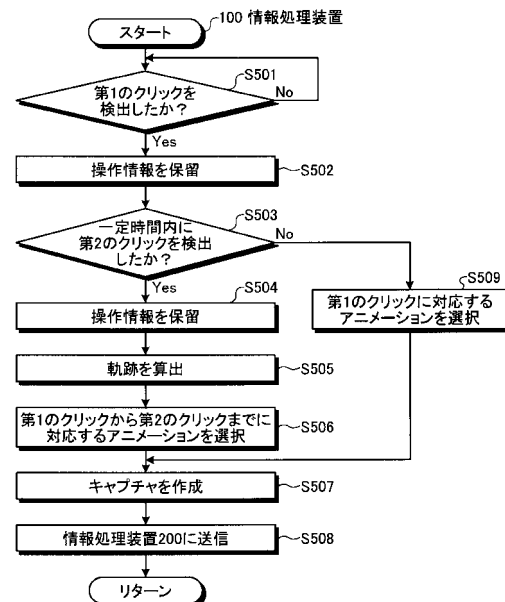 スタート
100 情報処理装置
S501
第1のクリックを
検出したか?
No
Yes
操作情報を保留
S502
S503
一定時間内に
第2のクリックを検出
したか?
No
Yes
S504
操作情報を保留
S509
第1のクリックに対応する
アニメーションを選択
軌跡を算出
S505
第1のクリックから第2のクリックまでに
対応するアニメーションを選択
S506
キャプチャを作成
S507
情報処理装置200に送信
S508
リターン